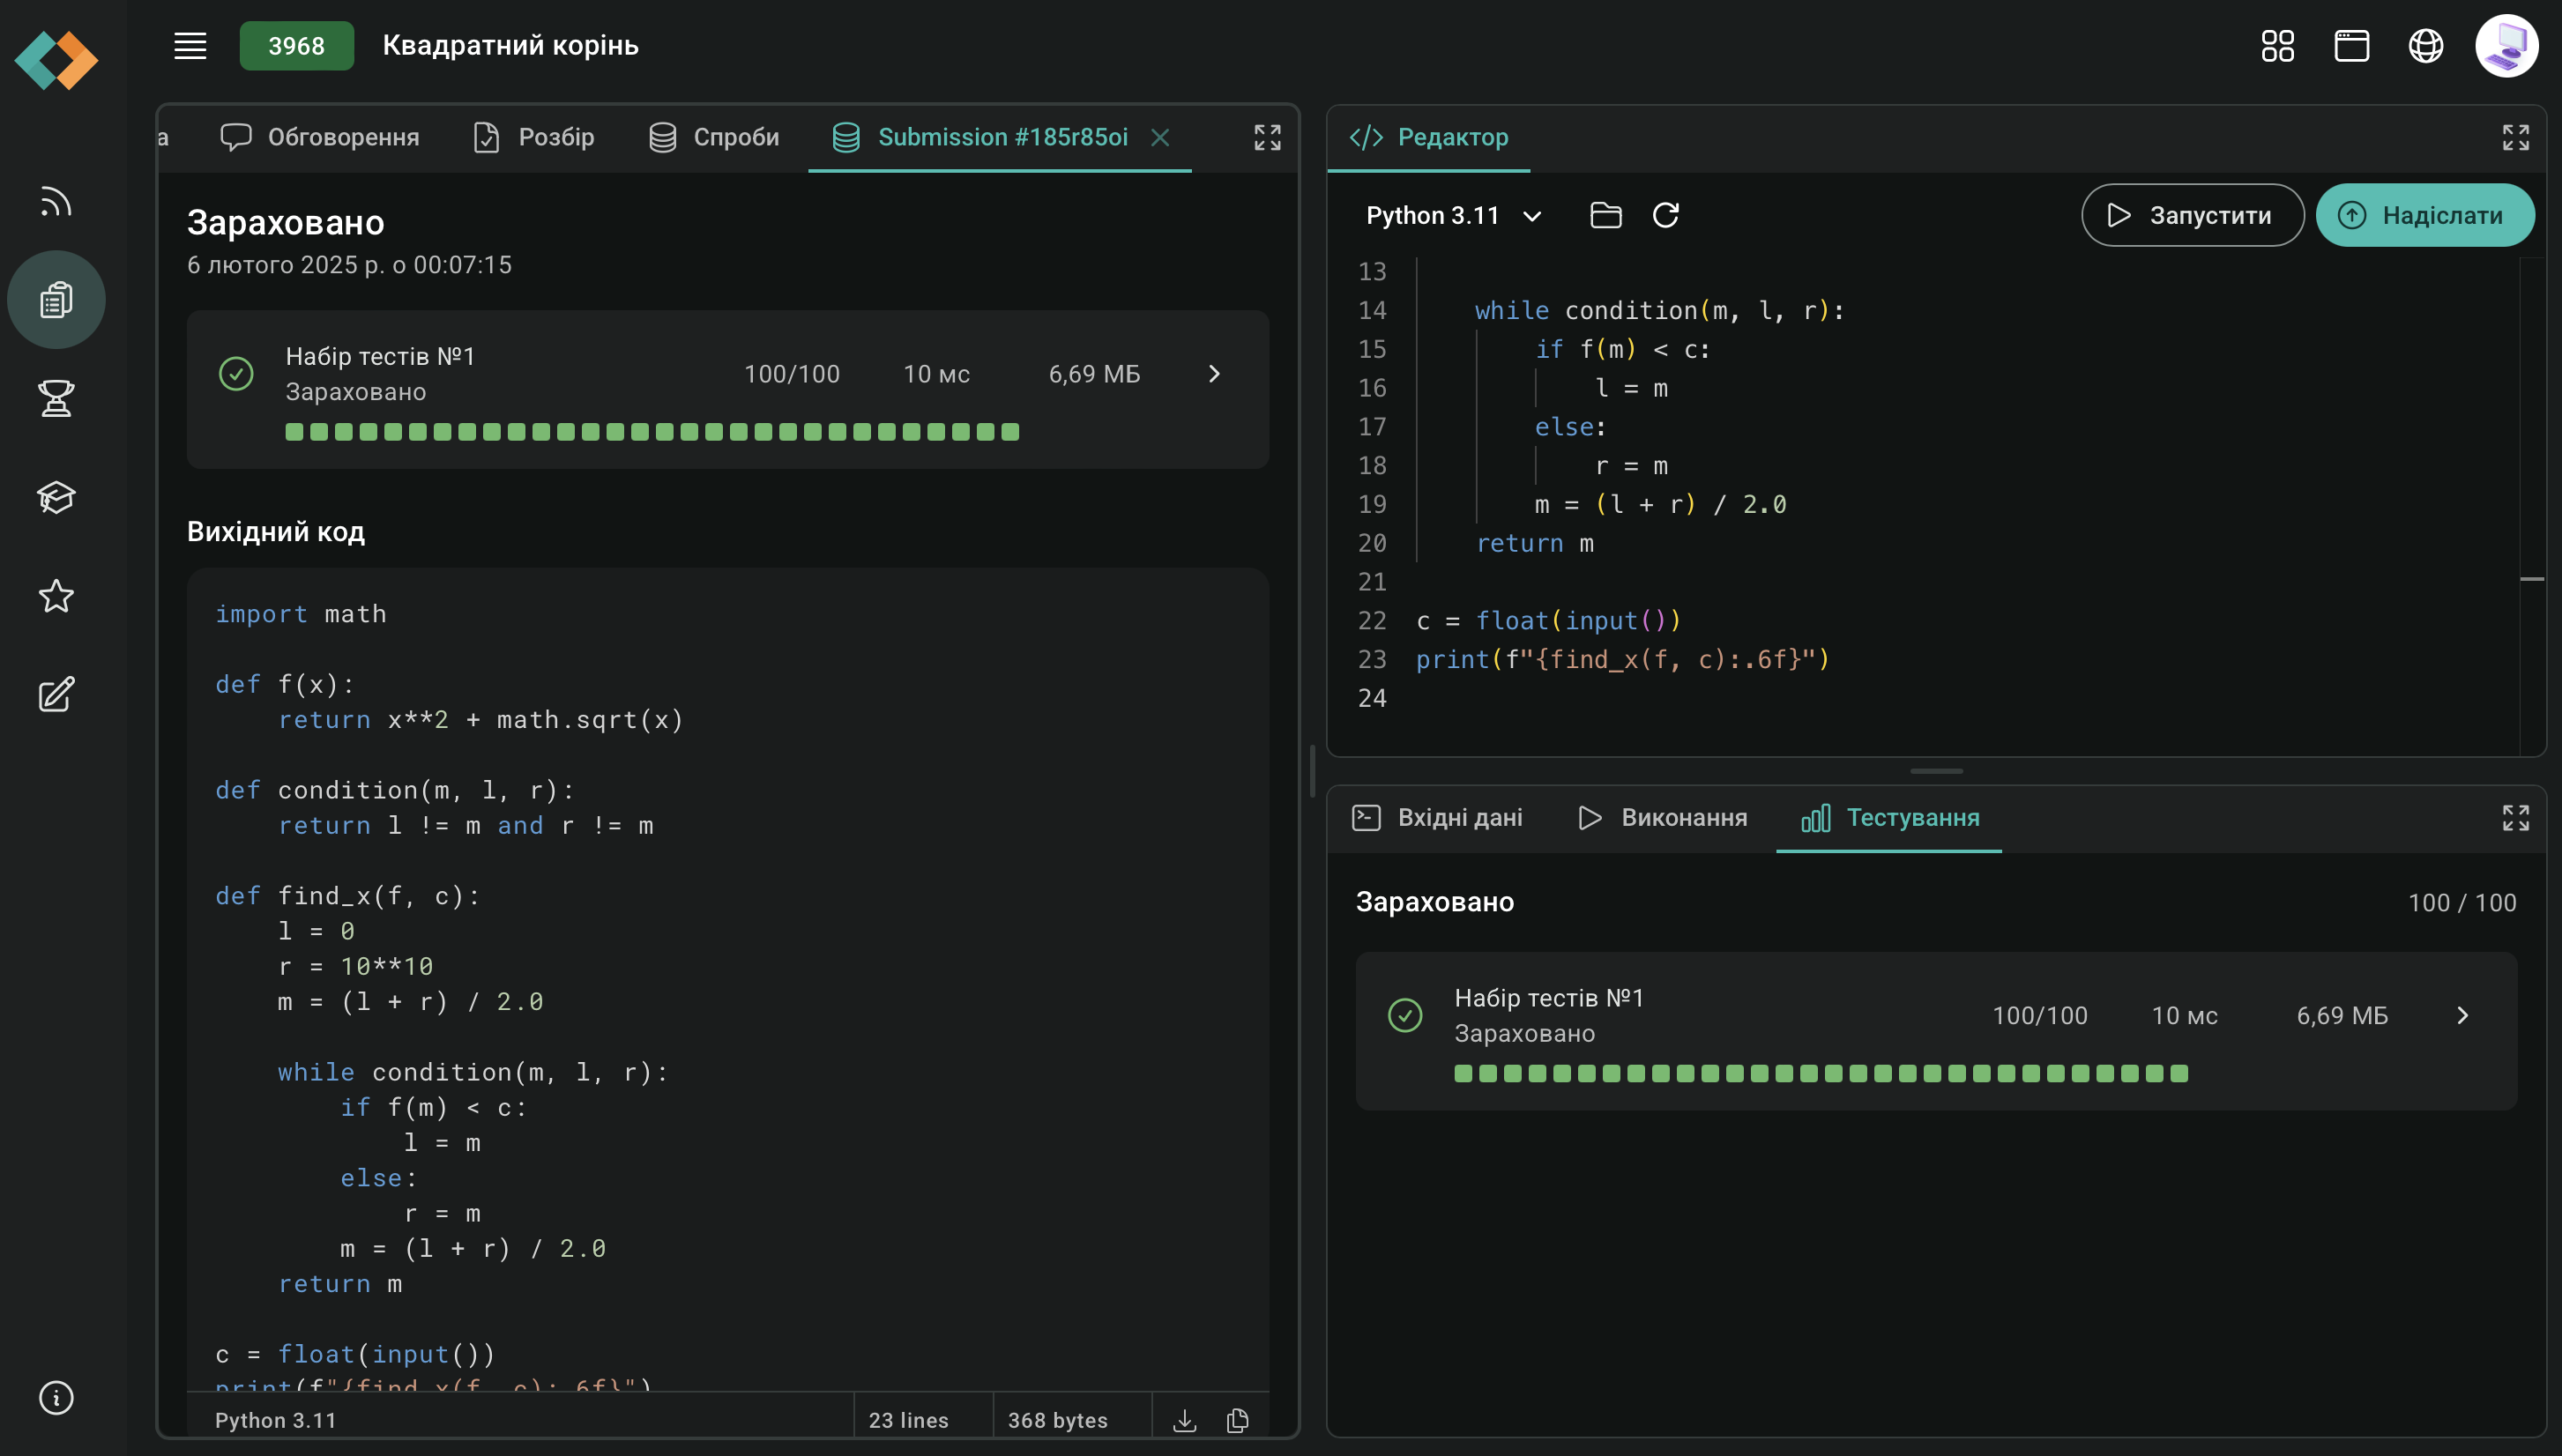 3968
Квадратний корінь
а
Обговорення
Розбір
Спроби
Submission #185r85oi
Зараховано
6 лютого 2025 р. о 00:07:15
Набір тестів №1
Зараховано
100/100
10 мс
6,69 МБ
Вихідний код
import math
def f(x):
    return x**2 + math.sqrt(x)
def condition(m, l, r):
    return l != m and r != m
def find_x(f, c):
    l = 0
    r = 10**10
    m = (l + r) / 2.0
    while condition(m, l, r):
        if f(m) < c:
            l = m
        else:
            r = m
        m = (l + r) / 2.0
    return m
c = float(input())
print(f"{find_x(f, c):.6f}")
Python 3.11
23 lines
368 bytes
Редактор
Python 3.11
Запустити
Надіслати
13
14     while condition(m, l, r):
15         if f(m) < c:
16             l = m
17         else:
18             r = m
19         m = (l + r) / 2.0
20     return m
21
22 c = float(input())
23 print(f"{find_x(f, c):.6f}")
24
Вхідні дані
Виконання
Тестування
Зараховано
100 / 100
Набір тестів №1
Зараховано
100/100
10 мс
6,69 МБ